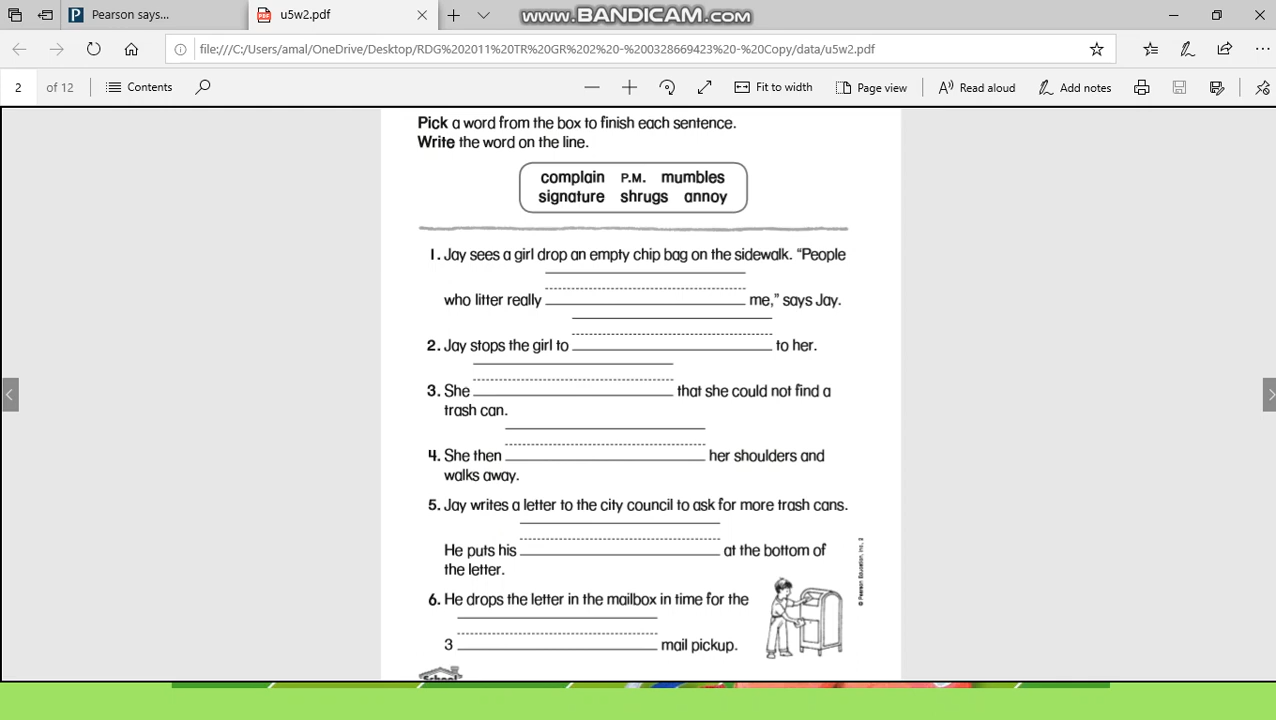 Pearson says...
u5w2.pdf
www.BANDICAM.com
file:///C:/Users/amal/OneDrive/Desktop/RDG%202011%20TR%20GR%202%20-%200328669423%20-%20Copy/data/u5w2.pdf
2 of 12 Contents Fit to width Page view Read aloud Add notes
Pick a word from the box to finish each sentence.
Write the word on the line.
complain P.M. mumbles
signature shrugs annoy
1. Jay sees a girl drop an empty chip bag on the sidewalk. “People
who litter really me,” says Jay.
2. Jay stops the girl to to her.
3. She that she could not find a
trash can.
4. She then her shoulders and
walks away.
5. Jay writes a letter to the city council to ask for more trash cans.
He puts his at the bottom of
the letter.
6. He drops the letter in the mailbox in time for the
3 mail pickup.
© Pearson Education, Inc., 2
School